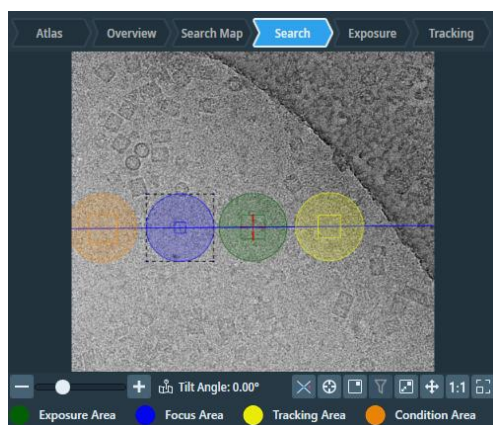 Atlas Overview Search Map Search Exposure Tracking
Tilt Angle: 0.00° 1:1
Exposure Area Focus Area Tracking Area Condition Area